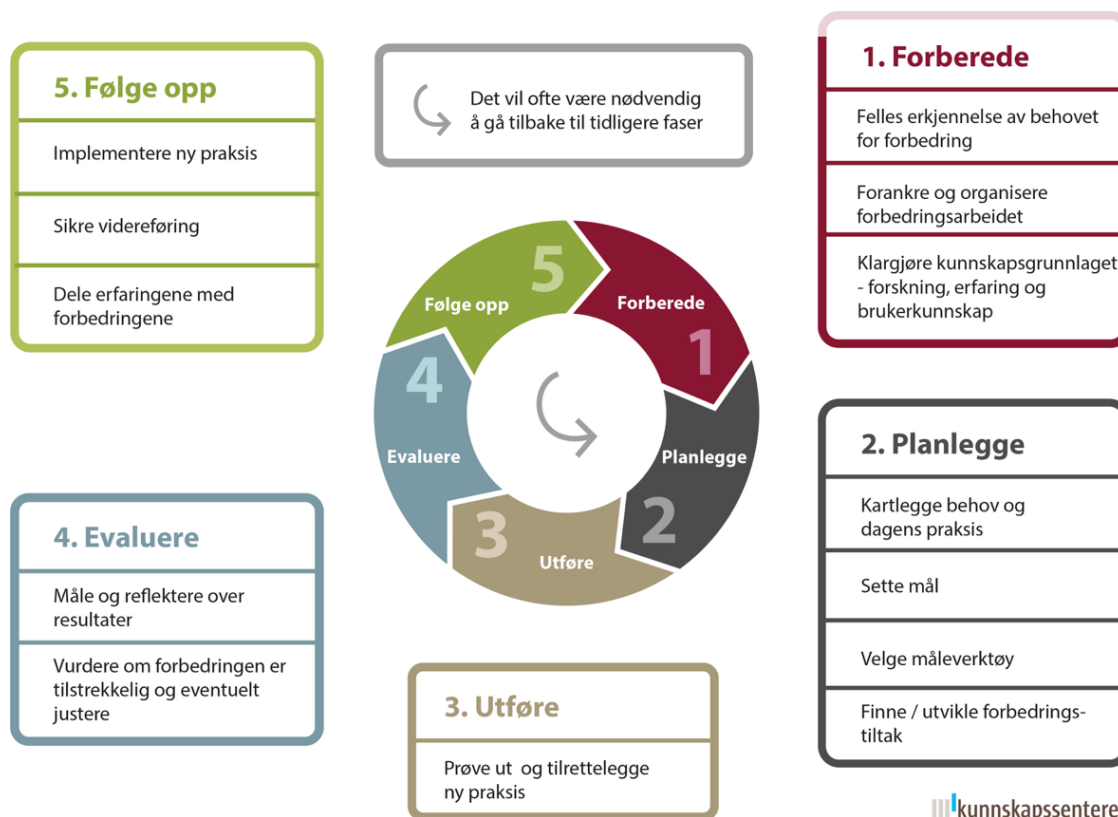 5. Følge opp
Implementere ny praksis
Sikre videreføring
Dele erfaringene med
forbedringene
Det vil ofte være nødvendig
å gå tilbake til tidligere faser
1. Forberede
Felles erkjennelse av behovet
for forbedring
Forankre og organisere
forbedringsarbeidet
Klargjøre kunnskapsgrunnlaget
- forskning, erfaring og
brukerkunnskap
5
Følge opp
Forberede
1
4
Evaluere
Planlegge
2
3
Utføre
2. Planlegge
Kartlegge behov og
dagens praksis
Sette mål
Velge måleverktøy
Finne / utvikle forbedrings-
tiltak
4. Evaluere
Måle og reflektere over
resultater
Vurdere om forbedringen er
tilstrekkelig og eventuelt
justere
3. Utføre
Prøve ut og tilrettelegge
ny praksis
kunnskapssentere